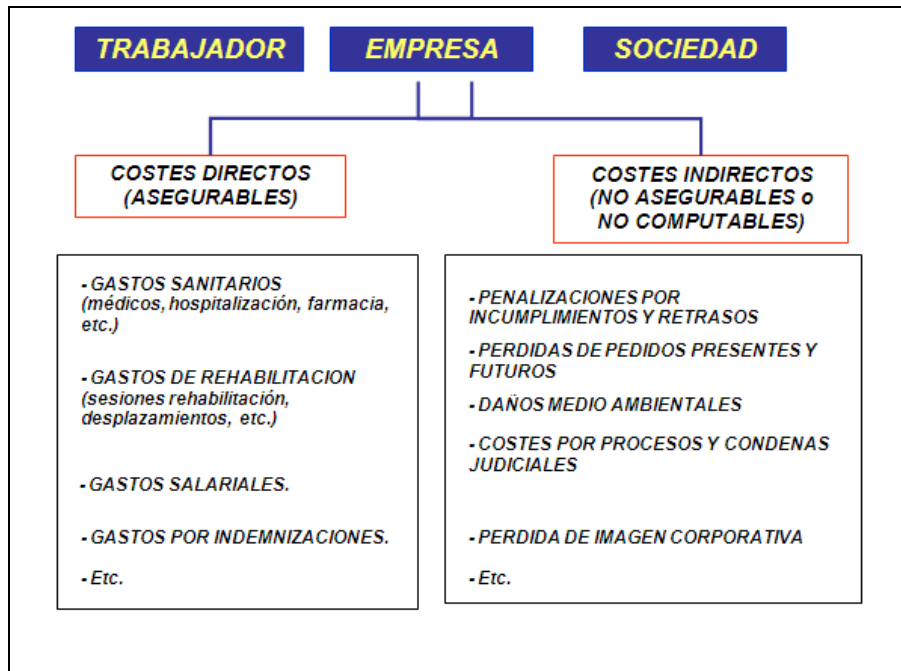 TRABAJADOR
EMPRESA
SOCIEDAD
COSTES DIRECTOS
(ASEGURABLES)
COSTES INDIRECTOS
(NO ASEGURABLES o
NO COMPUTABLES)
- GASTOS SANITARIOS
(médicos, hospitalización, farmacia,
etc.)
- GASTOS DE REHABILITACION
(sesiones rehabilitación,
desplazamientos, etc.)
- GASTOS SALARIALES.
- GASTOS POR INDEMNIZACIONES.
- Etc.
- PENALIZACIONES POR
INCUMPLIMIENTOS Y RETRASOS
- PERDIDAS DE PEDIDOS PRESENTES Y
FUTUROS
- DAÑOS MEDIO AMBIENTALES
- COSTES POR PROCESOS Y CONDENAS
JUDICIALES
- PERDIDA DE IMAGEN CORPORATIVA
- Etc.